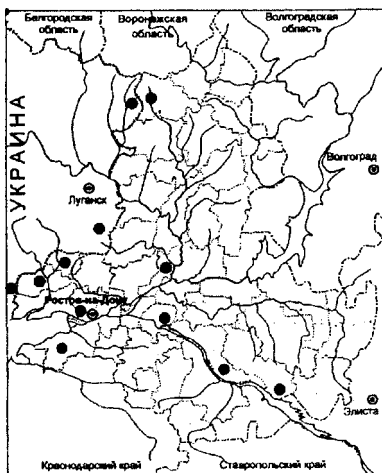 Белгородская область
Воронежская область
Волгоградская область
УКРАИНА
Волгоград
Луганск
Ростов-на-Дону
Элиста
Краснодарский край
Ставропольский край